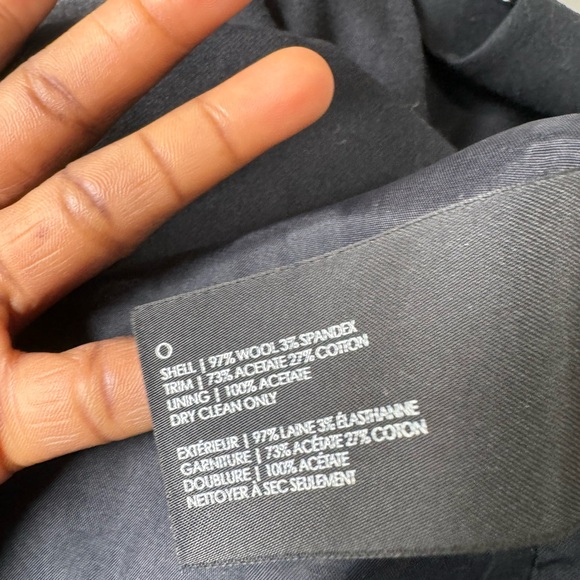 O
SHELL | 97% WOOL 3% SPANDEX
TRIM | 73% ACETATE 27% COTTON
LINING | 100% ACETATE
DRY CLEAN ONLY
EXTÉRIEUR | 97% LAINE 3% ÉLASTHANNE
GARNITURE | 73% ACÉTATE 27% COTON
DOUBLURE | 100% ACÉTATE
NETTOYER À SEC SEULEMENT